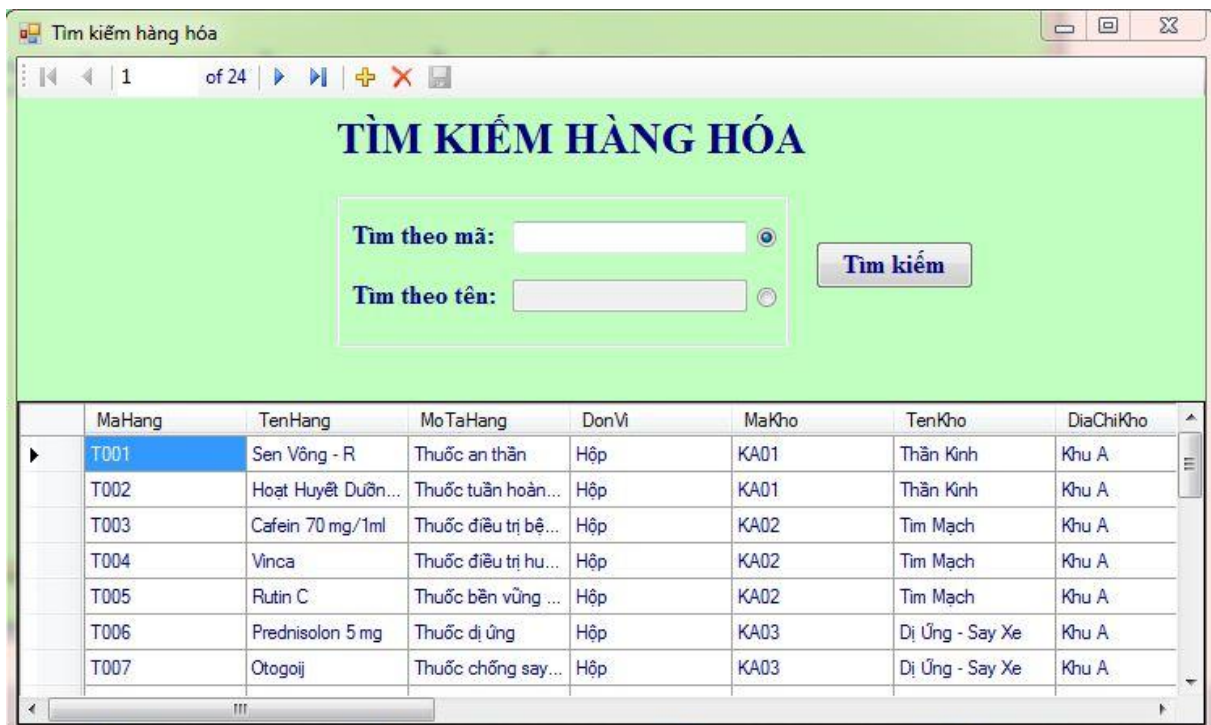 Tìm kiếm hàng hóa
1 of 24
TÌM KIẾM HÀNG HÓA
Tìm theo mã:
Tìm kiếm
Tìm theo tên:
MaHang TenHang MoTaHang DonVi MaKho TenKho DiaChiKho
T001 Sen Vông - R Thuốc an thần Hộp KA01 Thần Kinh Khu A
T002 Hoạt Huyết Dưỡn... Thuốc tuần hoàn... Hộp KA01 Thần Kinh Khu A
T003 Cafein 70 mg/1ml Thuốc điều trị bệ... Hộp KA02 Tim Mạch Khu A
T004 Vinca Thuốc điều trị hu... Hộp KA02 Tim Mạch Khu A
T005 Rutin C Thuốc bền vững ... Hộp KA02 Tim Mạch Khu A
T006 Prednisolon 5 mg Thuốc dị ứng Hộp KA03 Dị Ứng - Say Xe Khu A
T007 Otogoij Thuốc chống say... Hộp KA03 Dị Ứng - Say Xe Khu A